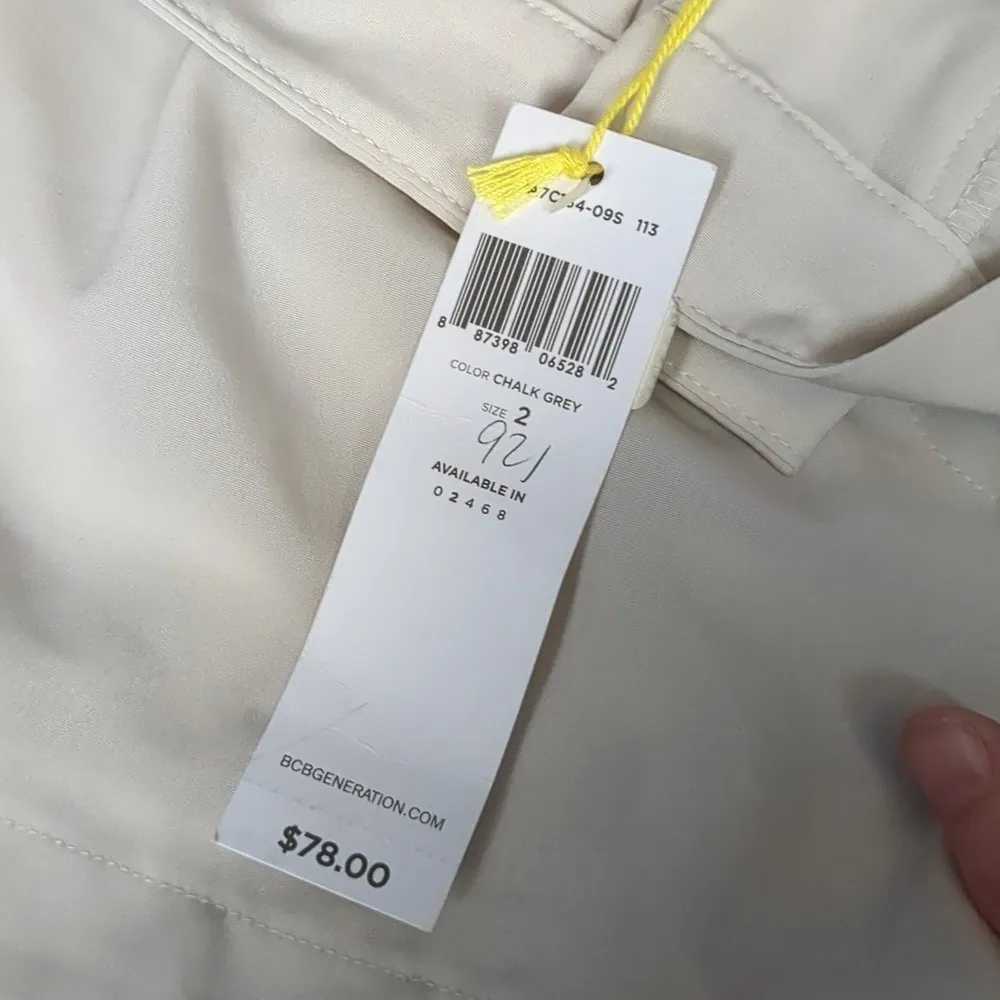 113
8 87398 06528 2
COLOR CHALK GREY
SIZE 2
921
AVAILABLE IN
0 2 4 6 8
BCBGENERATION.COM
$78.00